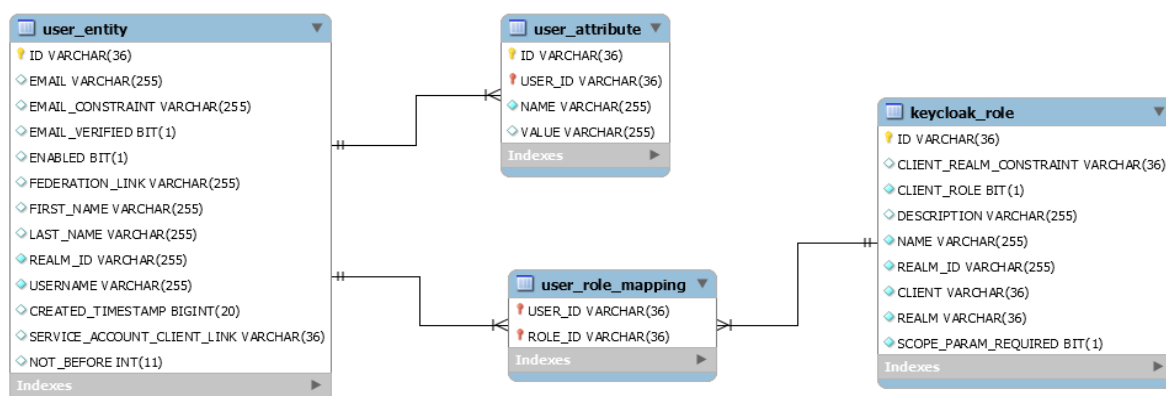 user_entity
ID VARCHAR(36)
EMAIL VARCHAR(255)
EMAIL_CONSTRAINT VARCHAR(255)
EMAIL_VERIFIED BIT(1)
ENABLED BIT(1)
FEDERATION_LINK VARCHAR(255)
FIRST_NAME VARCHAR(255)
LAST_NAME VARCHAR(255)
REALM_ID VARCHAR(255)
USERNAME VARCHAR(255)
CREATED_TIMESTAMP BIGINT(20)
SERVICE_ACCOUNT_CLIENT_LINK VARCHAR(36)
NOT_BEFORE INT(11)
Indexes
user_attribute
ID VARCHAR(36)
USER_ID VARCHAR(36)
NAME VARCHAR(255)
VALUE VARCHAR(255)
Indexes
user_role_mapping
USER_ID VARCHAR(36)
ROLE_ID VARCHAR(36)
Indexes
keycloak_role
ID VARCHAR(36)
CLIENT_REALM_CONSTRAINT VARCHAR(36)
CLIENT_ROLE BIT(1)
DESCRIPTION VARCHAR(255)
NAME VARCHAR(255)
REALM_ID VARCHAR(255)
CLIENT VARCHAR(36)
REALM VARCHAR(36)
SCOPE_PARAM_REQUIRED BIT(1)
Indexes